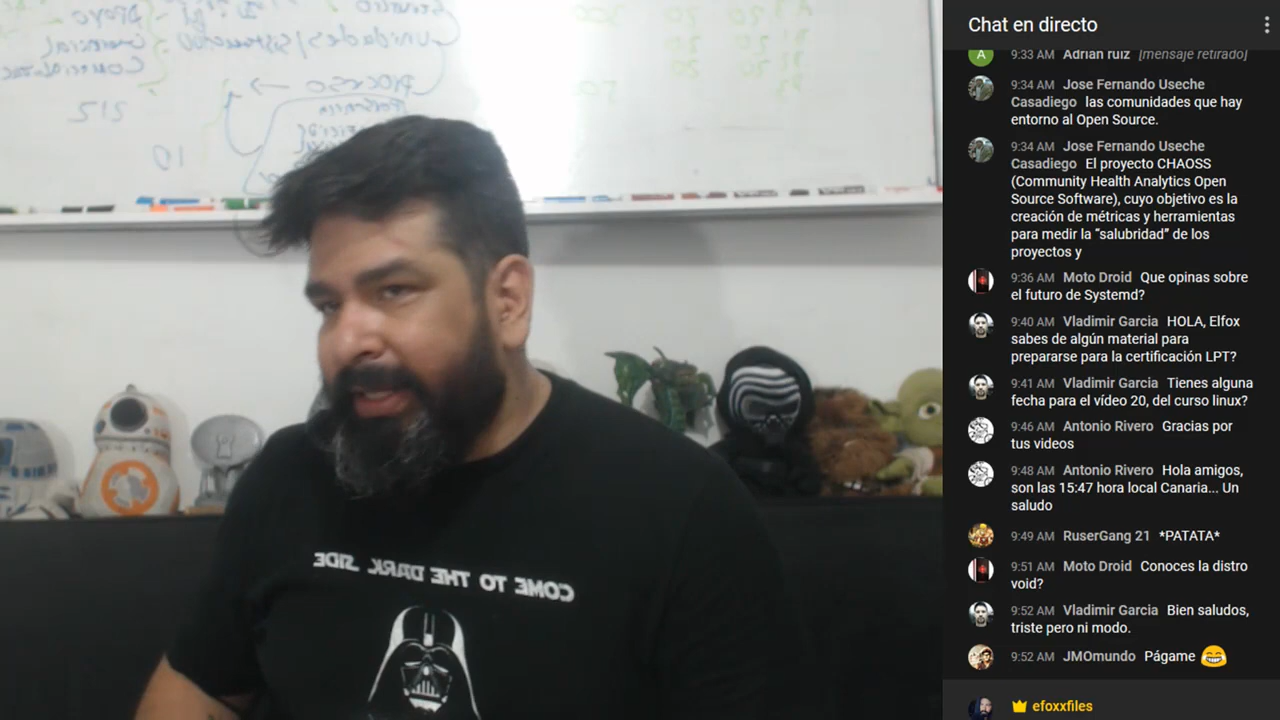 Chat en directo
9:33 AM Adrian ruiz [mensaje retirado]
9:34 AM Jose Fernando Useche
Casadiego las comunidades que hay
entorno al Open Source.
9:34 AM Jose Fernando Useche
Casadiego El proyecto CHAOSS
(Community Health Analytics Open
Source Software), cuyo objetivo es la
creación de métricas y herramientas
para medir la “salubridad” de los
proyectos y
9:36 AM Moto Droid Que opinas sobre
el futuro de Systemd?
9:40 AM Vladimir Garcia HOLA, Elfox
sabes de algún material para
prepararse para la certificación LPT?
9:41 AM Vladimir Garcia Tienes alguna
fecha para el vídeo 20, del curso linux?
9:46 AM Antonio Rivero Gracias por
tus videos
9:48 AM Antonio Rivero Hola amigos,
son las 15:47 hora local Canaria... Un
saludo
9:49 AM RuserGang 21 *PATATA*
9:51 AM Moto Droid Conoces la distro
void?
9:52 AM Vladimir Garcia Bien saludos,
triste pero ni modo.
9:52 AM JMOmundo Págame 😂
efoxxfiles
COME TO THE DARK SIDE
A
proceso
212
10